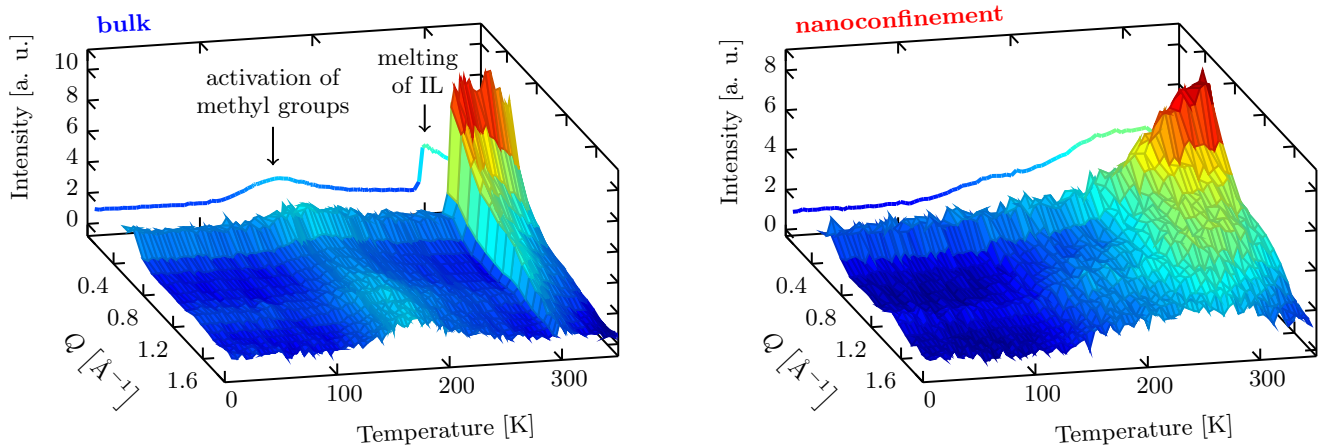 bulk
Intensity [a. u.]
10
8
6
4
2
0
activation of
methyl groups
melting
of IL
0.4
0.8
1.2
1.6
Q [Å⁻¹]
0
100
200
300
Temperature [K]
nanoconfinement
Intensity [a. u.]
8
6
4
2
0
0.4
0.8
1.2
1.6
Q [Å⁻¹]
0
100
200
300
Temperature [K]